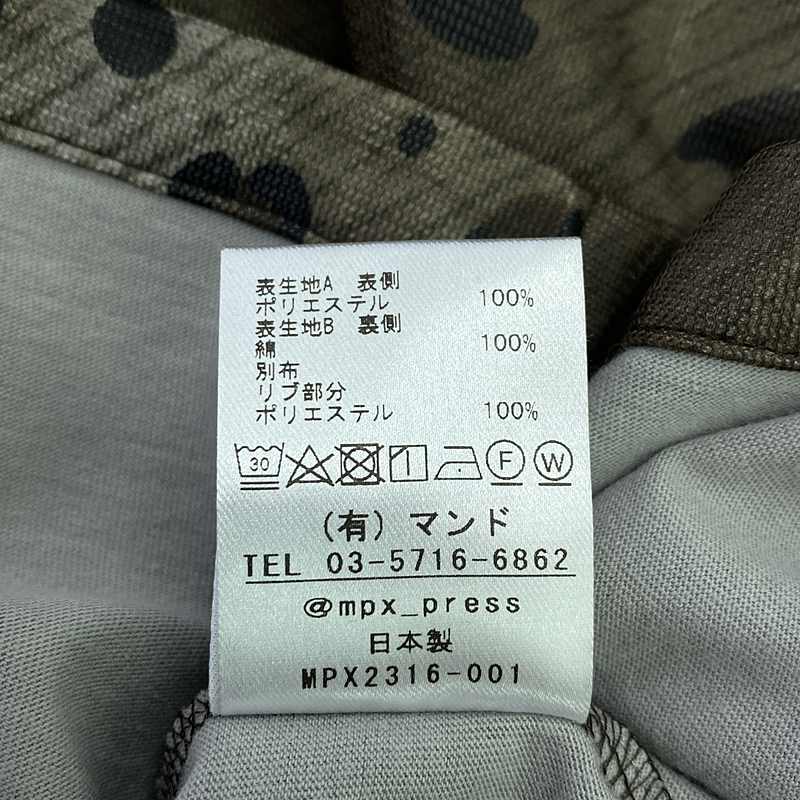 表生地A 表側
ポリエステル 100%
表生地B 裏側
綿 100%
別布
リブ部分
ポリエステル 100%
30 F W
(有)マンド
TEL 03-5716-6862
@mpx_press
日本製
MPX2316-001